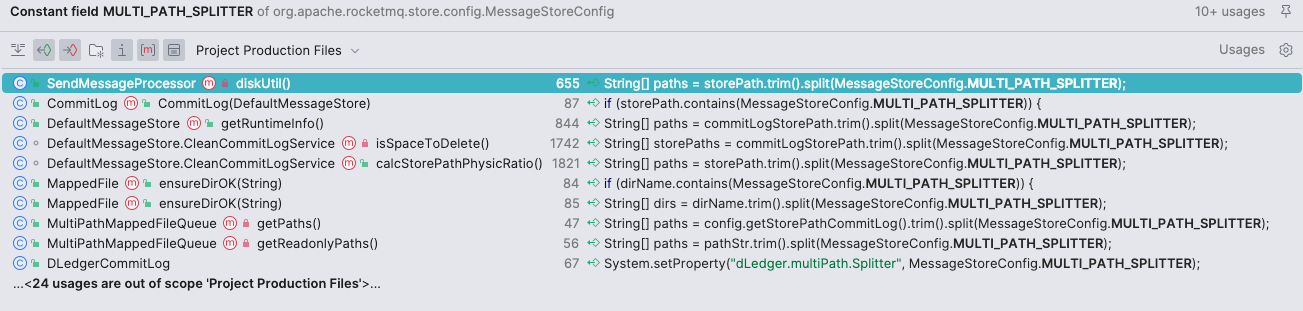 Constant field MULTI_PATH_SPLITTER of org.apache.rocketmq.store.config.MessageStoreConfig 10+ usages
Project Production Files Usages
SendMessageProcessor diskUtil() 655 String[] paths = storePath.trim().split(MessageStoreConfig.MULTI_PATH_SPLITTER);
CommitLog CommitLog(DefaultMessageStore) 87 if (storePath.contains(MessageStoreConfig.MULTI_PATH_SPLITTER)) {
DefaultMessageStore getRuntimeInfo() 844 String[] paths = commitLogStorePath.trim().split(MessageStoreConfig.MULTI_PATH_SPLITTER);
DefaultMessageStore.CleanCommitLogService isSpaceToDelete() 1742 String[] storePaths = commitLogStorePath.trim().split(MessageStoreConfig.MULTI_PATH_SPLITTER);
DefaultMessageStore.CleanCommitLogService calcStorePathPhysicRatio() 1821 String[] paths = storePath.trim().split(MessageStoreConfig.MULTI_PATH_SPLITTER);
MappedFile ensureDirOK(String) 84 if (dirName.contains(MessageStoreConfig.MULTI_PATH_SPLITTER)) {
MappedFile ensureDirOK(String) 85 String[] dirs = dirName.trim().split(MessageStoreConfig.MULTI_PATH_SPLITTER);
MultiPathMappedFileQueue getPaths() 47 String[] paths = config.getStorePathCommitLog().trim().split(MessageStoreConfig.MULTI_PATH_SPLITTER);
MultiPathMappedFileQueue getReadonlyPaths() 56 String[] paths = pathStr.trim().split(MessageStoreConfig.MULTI_PATH_SPLITTER);
DLedgerCommitLog 67 System.setProperty("dLedger.multiPath.Splitter", MessageStoreConfig.MULTI_PATH_SPLITTER);
...<24 usages are out of scope 'Project Production Files'>...